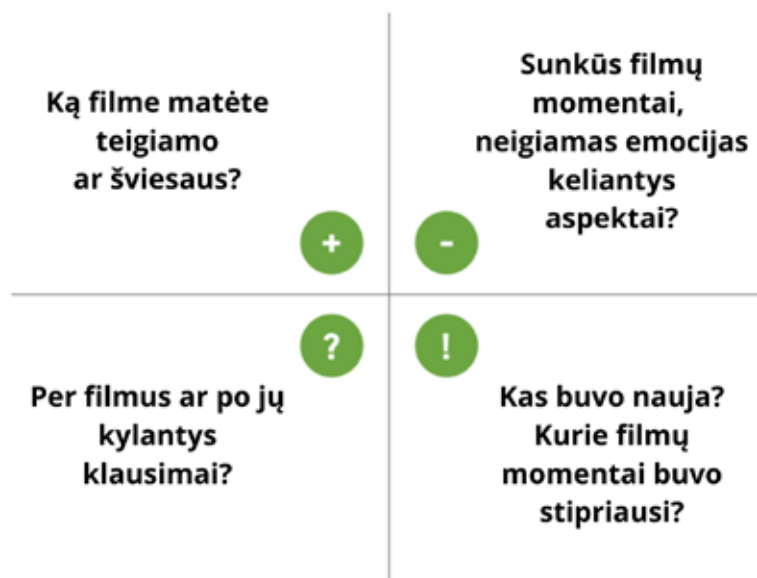 Ką filme matėte
teigiamo
ar šviesaus?
+
Sunkūs filmų
momentai,
neigiamas emocijas
keliantys
aspektai?
-
?
Per filmus ar po jų
kylantys
klausimai?
!
Kas buvo nauja?
Kurie filmų
momentai buvo
stipriausi?